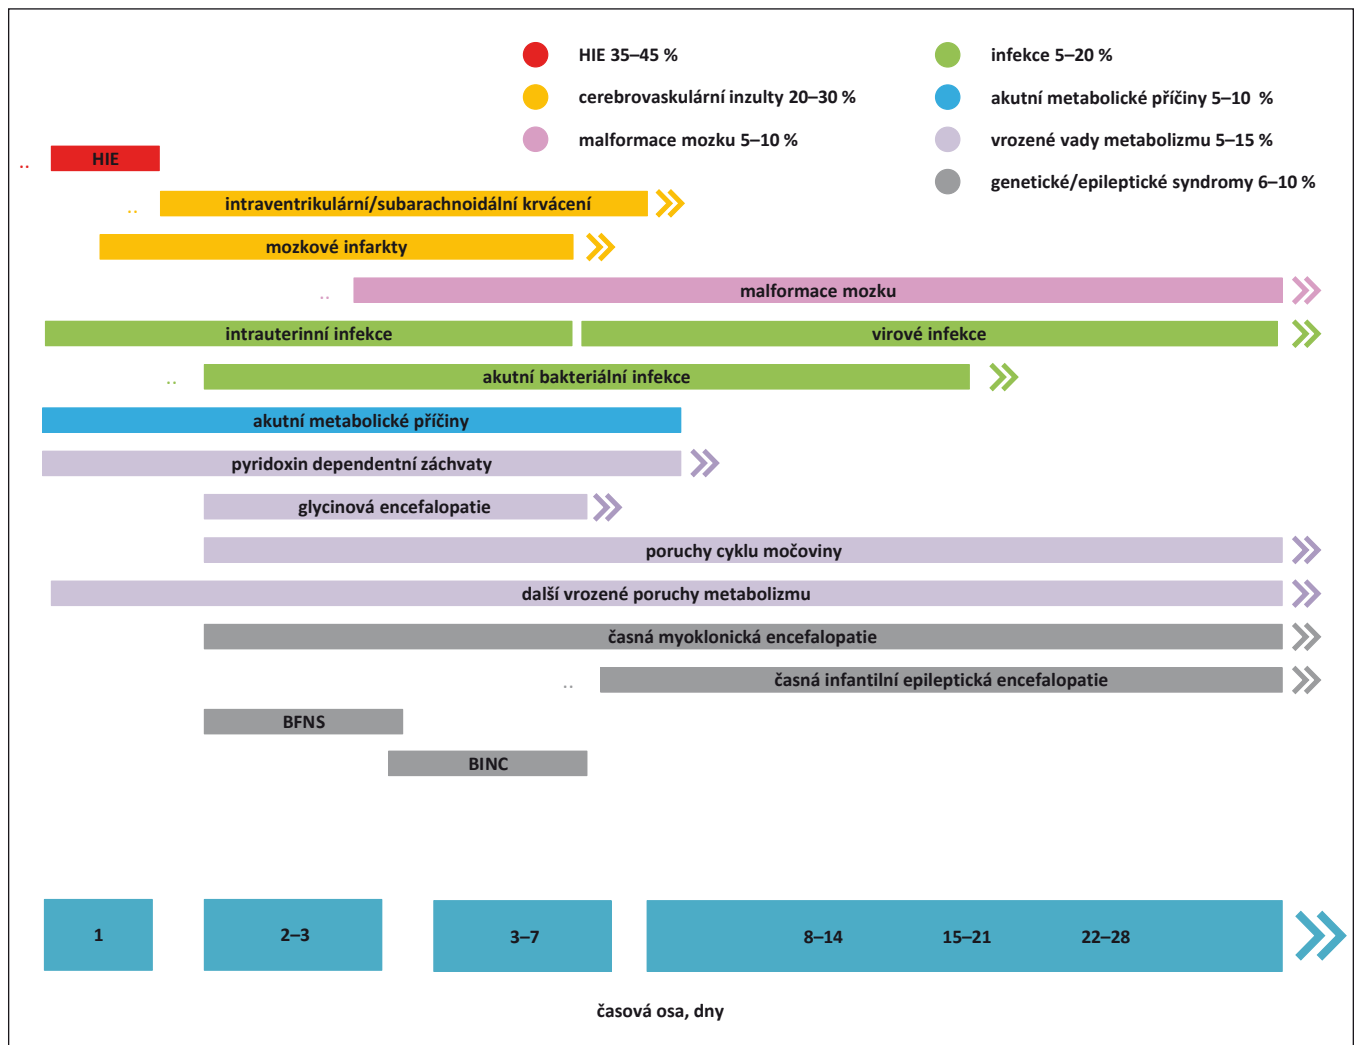 HIE 35–45 %
cerebrovaskulární inzulty 20–30 %
malformace mozku 5–10 %
infekce 5–20 %
akutní metabolické příčiny 5–10 %
vrozené vady metabolizmu 5–15 %
genetické/epileptické syndromy 6–10 %
HIE
intraventrikulární/subarachnoidální krvácení
mozkové infarkty
malformace mozku
intrauterinní infekce
virové infekce
akutní bakteriální infekce
akutní metabolické příčiny
pyridoxin dependentní záchvaty
glycinová encefalopatie
poruchy cyklu močoviny
další vrozené poruchy metabolizmu
časná myoklonická encefalopatie
časná infantilní epileptická encefalopatie
BFNS
BINC
1
2–3
3–7
8–14
15–21
22–28
časová osa, dny